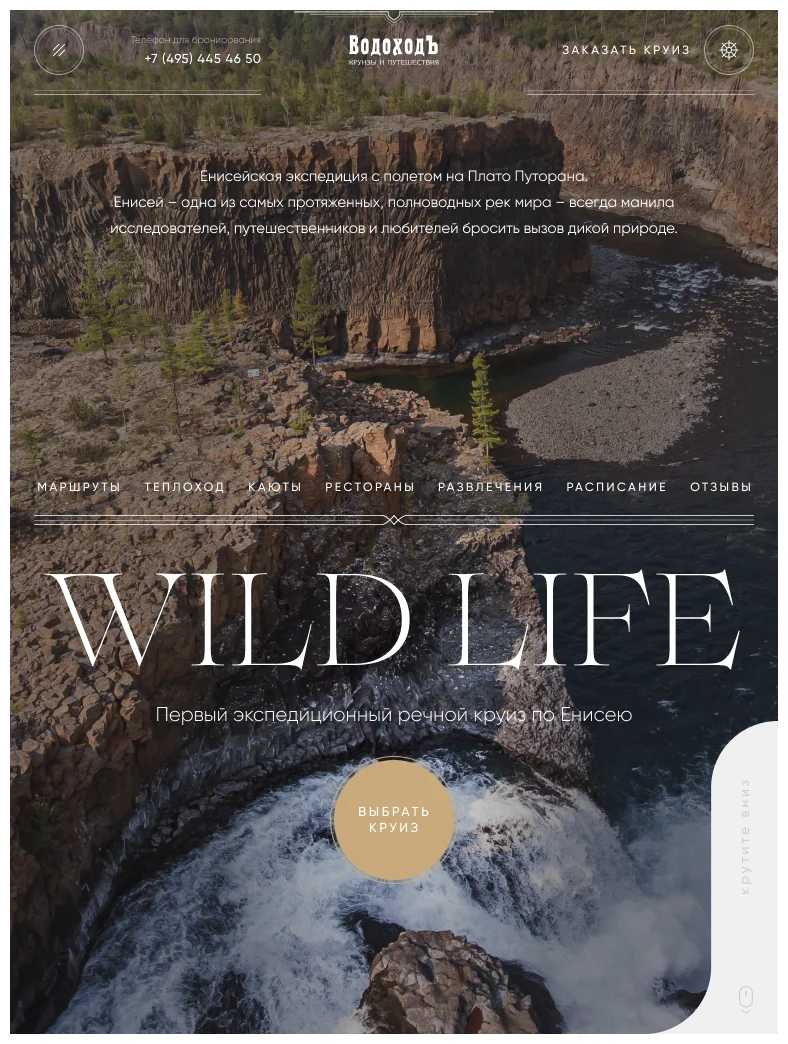 Телефон для бронирования
+7 (495) 445 46 50
ВодоходЪ
КРУИЗЫ И ПУТЕШЕСТВИЯ
ЗАКАЗАТЬ КРУИЗ
Енисейская экспедиция с полетом на Плато Путорана.
Енисей – одна из самых протяженных, полноводных рек мира – всегда манила
исследователей, путешественников и любителей бросить вызов дикой природе.
МАРШРУТЫ ТЕПЛОХОД КАЮТЫ РЕСТОРАНЫ РАЗВЛЕЧЕНИЯ РАСПИСАНИЕ ОТЗЫВЫ
WILD LIFE
Первый экспедиционный речной круиз по Енисею
ВЫБРАТЬ
КРУИЗ
крутите вниз